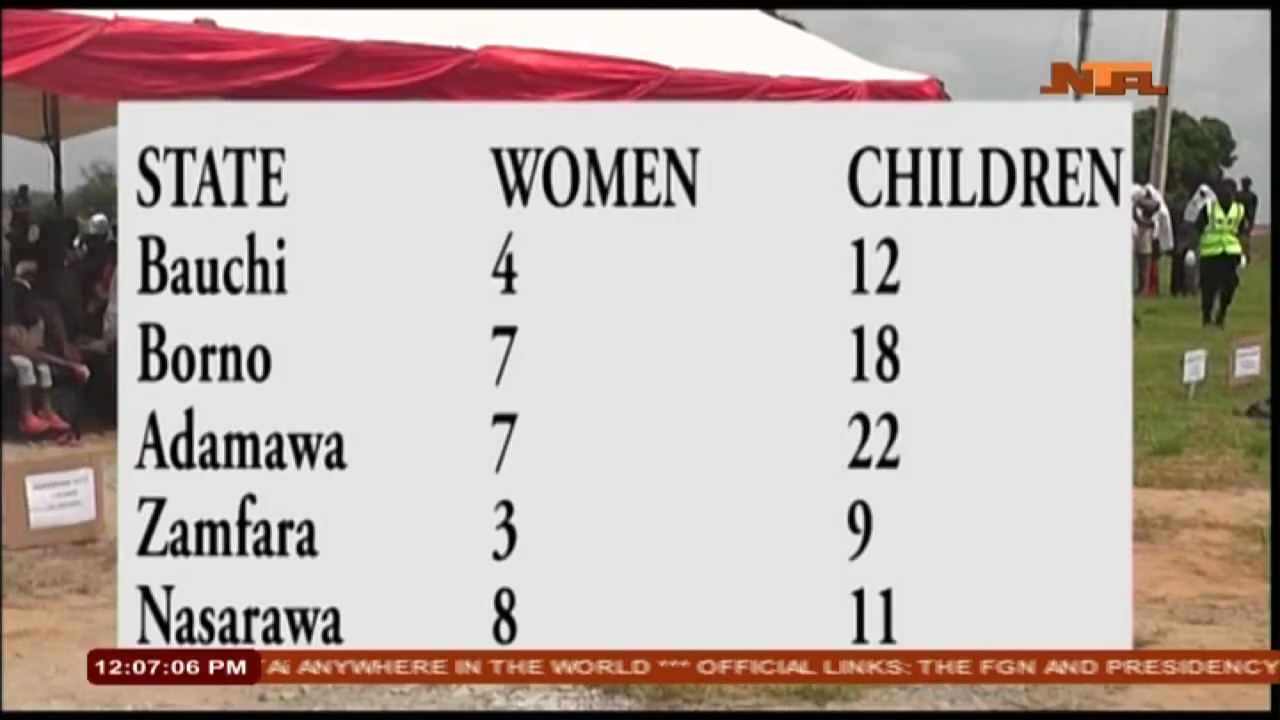 NTA
STATE WOMEN CHILDREN
Bauchi 4 12
Borno 7 18
Adamawa 7 22
Zamfara 3 9
Nasarawa 8 11
12:07:06 PM ANYWHERE IN THE WORLD *** OFFICIAL LINKS: THE FGN AND PRESIDENCY